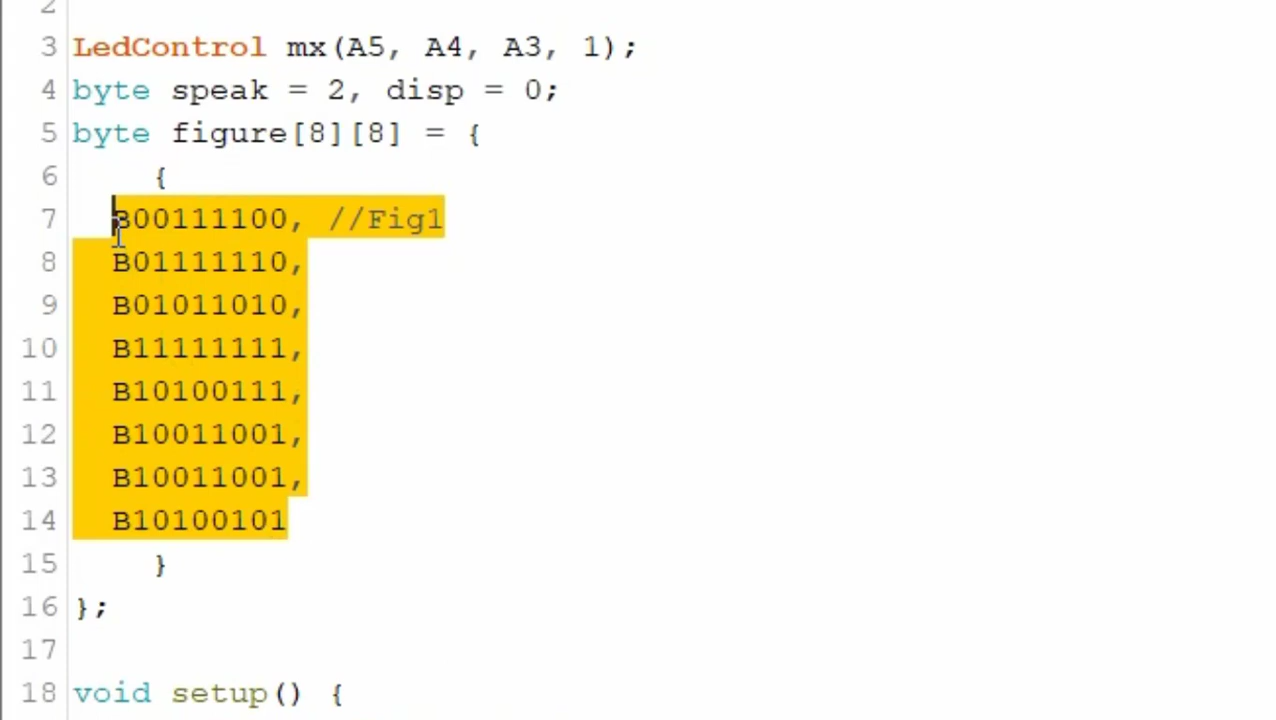 2
3 LedControl mx(A5, A4, A3, 1);
4 byte speak = 2, disp = 0;
5 byte figure[8][8] = {
6 {
7 B00111100, //Fig1
8 B01111110,
9 B01011010,
10 B11111111,
11 B10100111,
12 B10011001,
13 B10011001,
14 B10100101
15 }
16 };
17
18 void setup() {